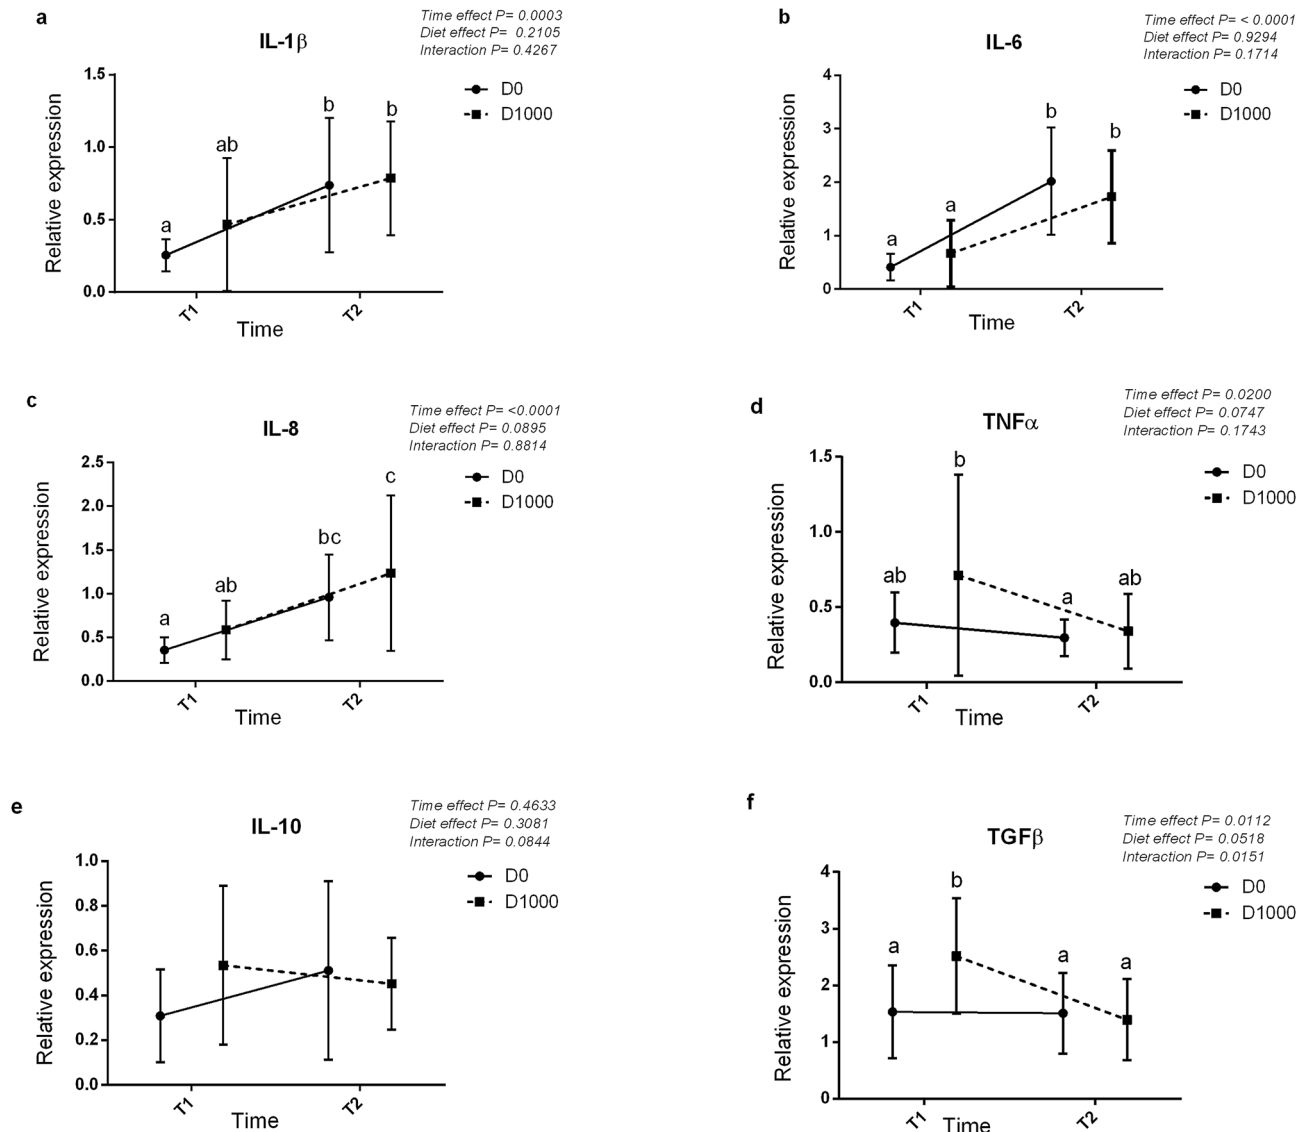 a
Time effect P= 0.0003
Diet effect P= 0.2105
Interaction P= 0.4267
IL-1β
Relative expression
1.5
1.0
0.5
0.0
a
ab
b
b
D0
D1000
T1
T2
Time
b
Time effect P= < 0.0001
Diet effect P= 0.9294
Interaction P= 0.1714
IL-6
Relative expression
4
3
2
1
0
a
a
b
b
D0
D1000
T1
T2
Time
c
Time effect P= <0.0001
Diet effect P= 0.0895
Interaction P= 0.8814
IL-8
Relative expression
2.5
2.0
1.5
1.0
0.5
0.0
a
ab
bc
c
D0
D1000
T1
T2
Time
d
Time effect P= 0.0200
Diet effect P= 0.0747
Interaction P= 0.1743
TNFα
Relative expression
1.5
1.0
0.5
0.0
ab
b
a
ab
D0
D1000
T1
T2
Time
e
Time effect P= 0.4633
Diet effect P= 0.3081
Interaction P= 0.0844
IL-10
Relative expression
1.0
0.8
0.6
0.4
0.2
0.0
D0
D1000
T1
T2
Time
f
Time effect P= 0.0112
Diet effect P= 0.0518
Interaction P= 0.0151
TGFβ
Relative expression
4
3
2
1
0
a
b
a
a
D0
D1000
T1
T2
Time